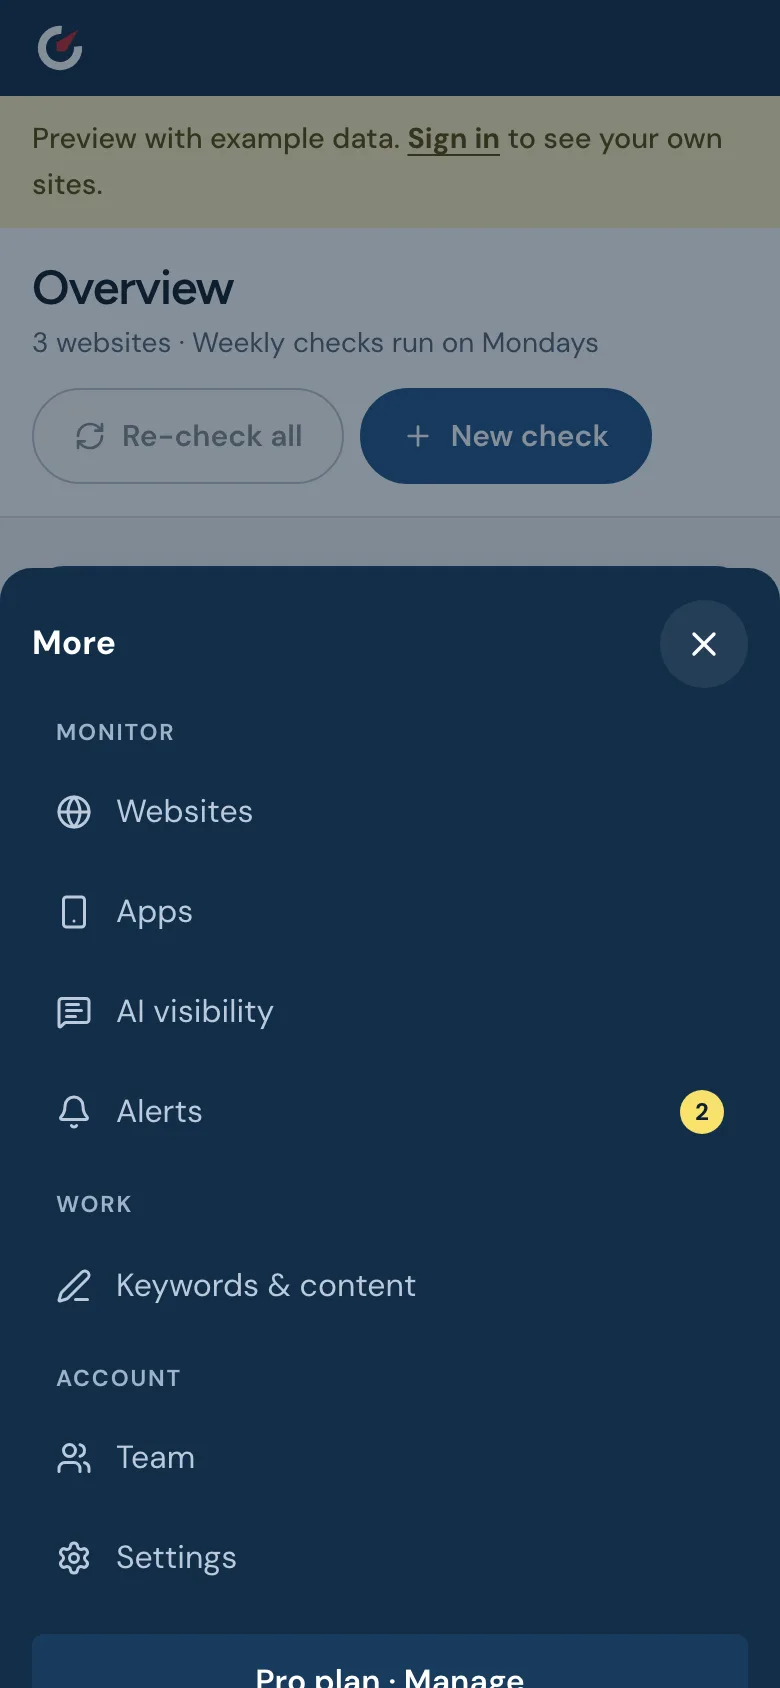 Preview with example data. Sign in to see your own
sites.
Overview
3 websites · Weekly checks run on Mondays
Re-check all
New check
More
MONITOR
Websites
Apps
AI visibility
Alerts 2
WORK
Keywords & content
ACCOUNT
Team
Settings
Pro plan · Manage